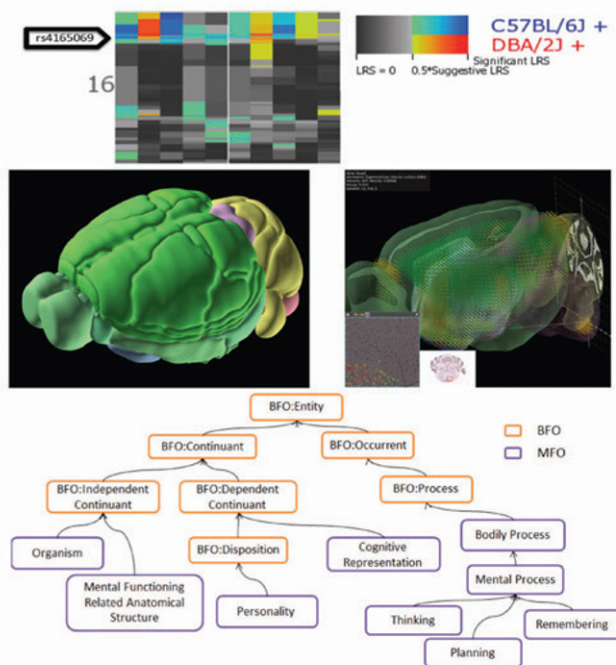 rs4165069
16
C57BL/6J +
DBA/2J +
Significant LRS
LRS = 0
0.5*Suggestive LRS
BFO:Entity
BFO:Continuant
BFO:Occurrent
BFO
MFO
BFO:Independent
Continuant
BFO:Dependent
Continuant
BFO:Process
Organism
BFO:Disposition
Cognitive
Representation
Bodily Process
Mental Functioning
Related Anatomical
Structure
Personality
Mental Process
Thinking
Remembering
Planning